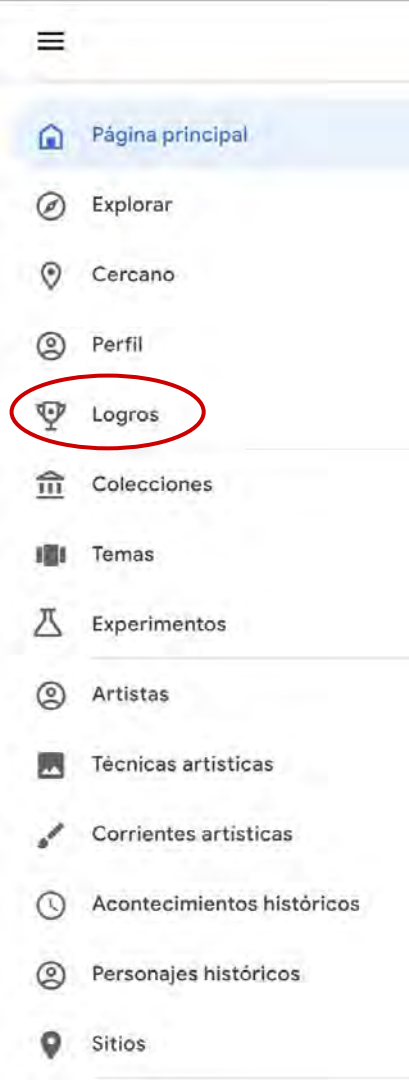 Página principal
Explorar
Cercano
Perfil
Logros
Colecciones
Temas
Experimentos
Artistas
Técnicas artísticas
Corrientes artísticas
Acontecimientos históricos
Personajes históricos
Sitios